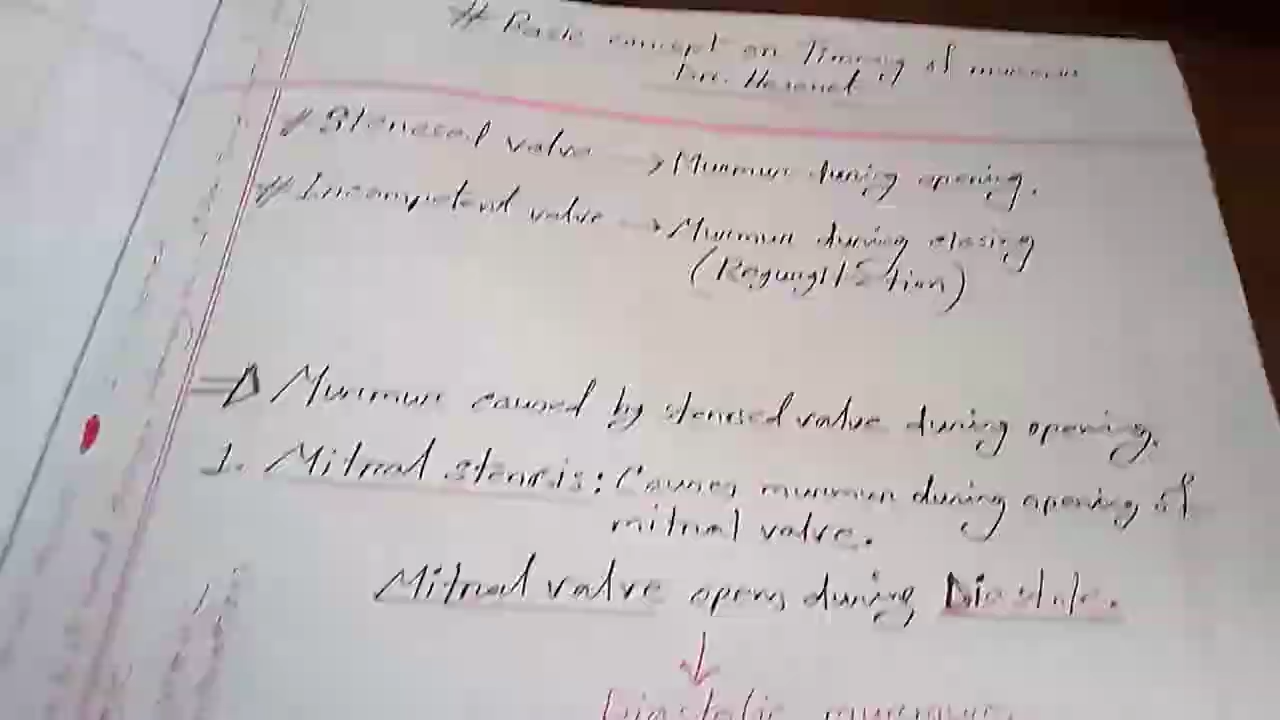 # Basic concept on Timing of murmur
# Stenosed valve → Murmur during opening.
# Incompetent valve → Murmur during closing
(Regurgitation)
⇒ Murmur caused by stenosed valve during opening.
1. Mitral stenosis: Causes murmur during opening of
mitral valve.
Mitral valve opens during Diastole.
↓
Diastolic murmur.